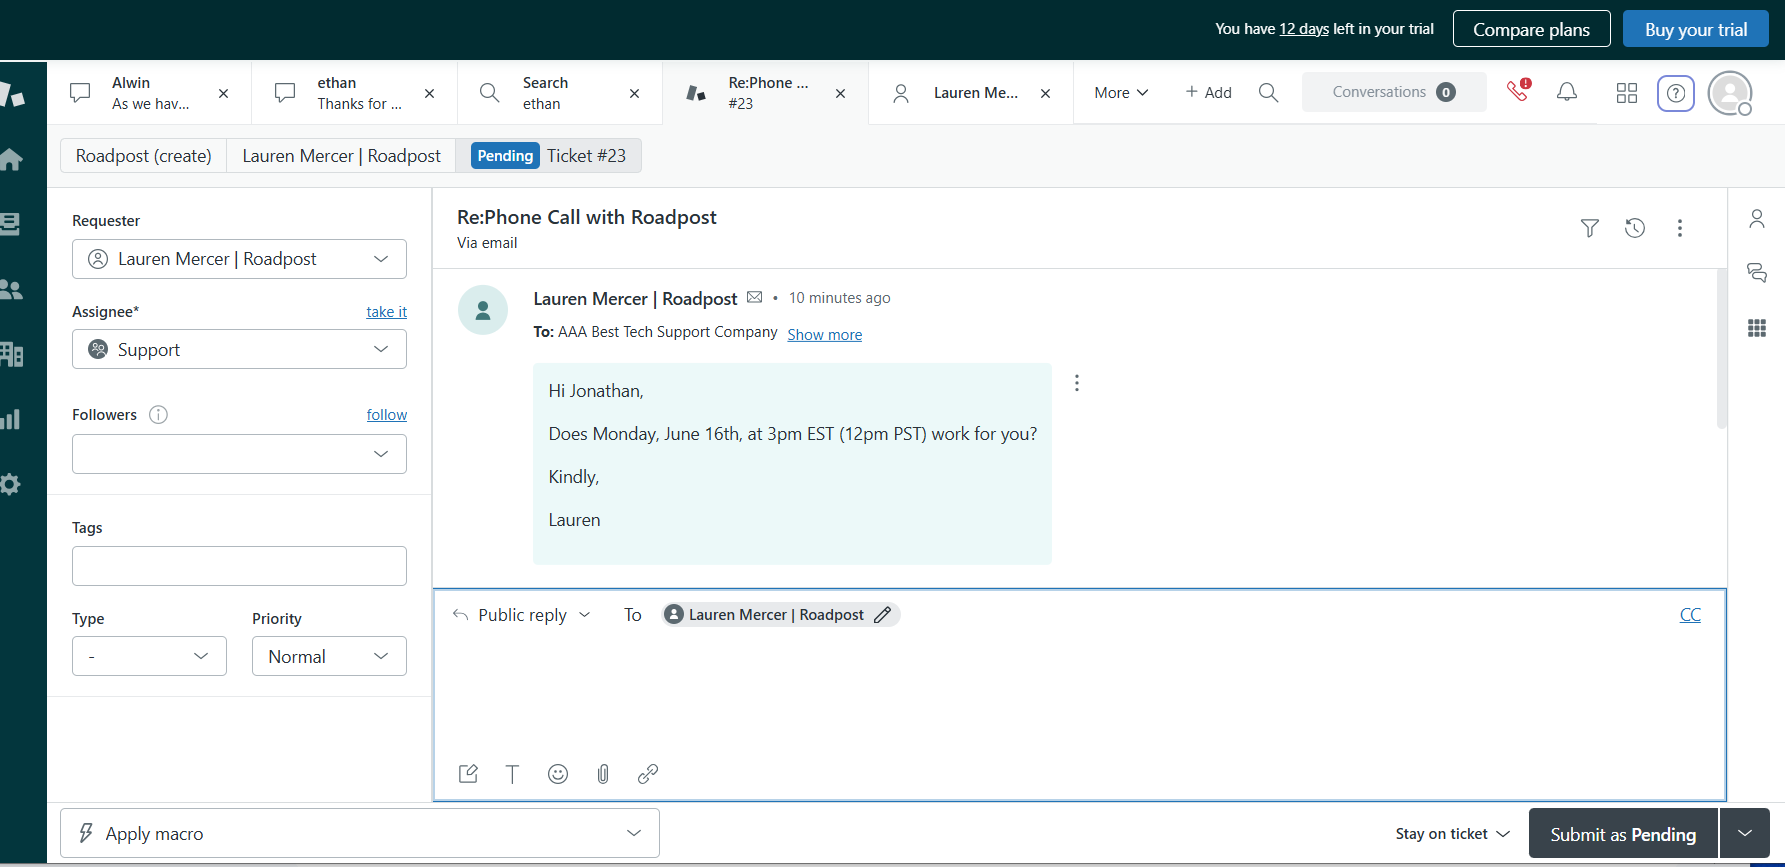 You have 12 days left in your trial
Compare plans
Buy your trial
Alwin
As we hav...
ethan
Thanks for ...
Search
ethan
Re:Phone ...
#23
Lauren Me...
More
+ Add
Conversations 0
Roadpost (create)
Lauren Mercer | Roadpost
Pending Ticket #23
Requester
Lauren Mercer | Roadpost
Assignee* take it
Support
Followers follow
Tags
Type Priority
- Normal
Re:Phone Call with Roadpost
Via email
Lauren Mercer | Roadpost • 10 minutes ago
To: AAA Best Tech Support Company Show more
Hi Jonathan,
Does Monday, June 16th, at 3pm EST (12pm PST) work for you?
Kindly,
Lauren
Public reply To Lauren Mercer | Roadpost CC
Apply macro
Stay on ticket
Submit as Pending